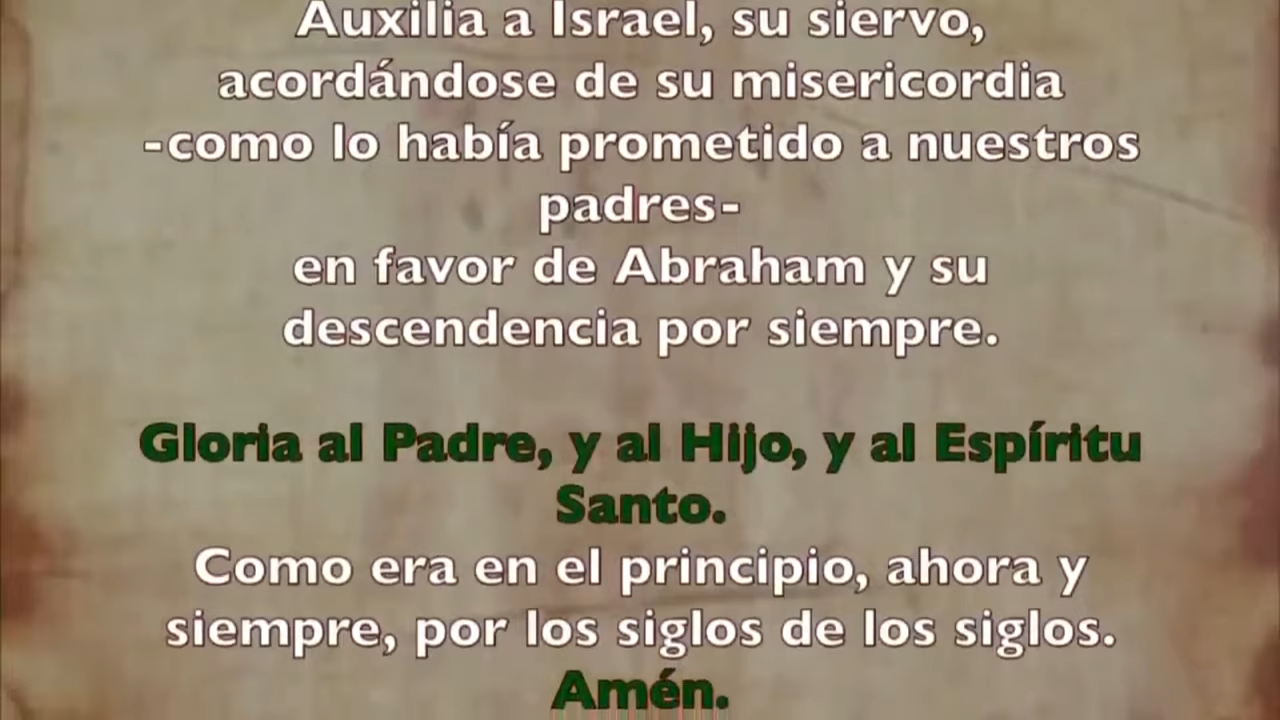 Auxilia a Israel, su siervo,
acordándose de su misericordia
-como lo había prometido a nuestros
padres-
en favor de Abraham y su
descendencia por siempre.
Gloria al Padre, y al Hijo, y al Espíritu
Santo.
Como era en el principio, ahora y
siempre, por los siglos de los siglos.
Amén.